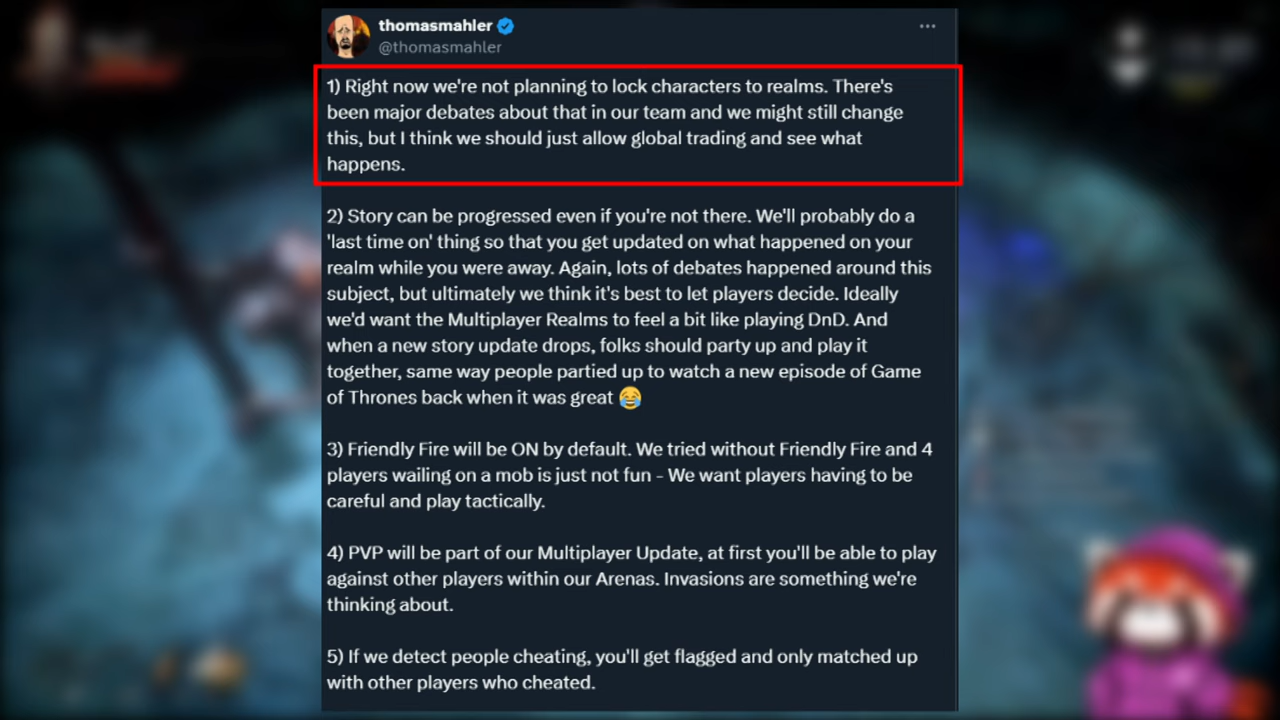 thomasmahler
@thomasmahler
1) Right now we're not planning to lock characters to realms. There's
been major debates about that in our team and we might still change
this, but I think we should just allow global trading and see what
happens.
2) Story can be progressed even if you're not there. We'll probably do a
'last time on' thing so that you get updated on what happened on your
realm while you were away. Again, lots of debates happened around this
subject, but ultimately we think it's best to let players decide. Ideally
we'd want the Multiplayer Realms to feel a bit like playing DnD. And
when a new story update drops, folks should party up and play it
together, same way people partied up to watch a new episode of Game
of Thrones back when it was great 😂
3) Friendly Fire will be ON by default. We tried without Friendly Fire and 4
players wailing on a mob is just not fun - We want players having to be
careful and play tactically.
4) PVP will be part of our Multiplayer Update, at first you'll be able to play
against other players within our Arenas. Invasions are something we're
thinking about.
5) If we detect people cheating, you'll get flagged and only matched up
with other players who cheated.